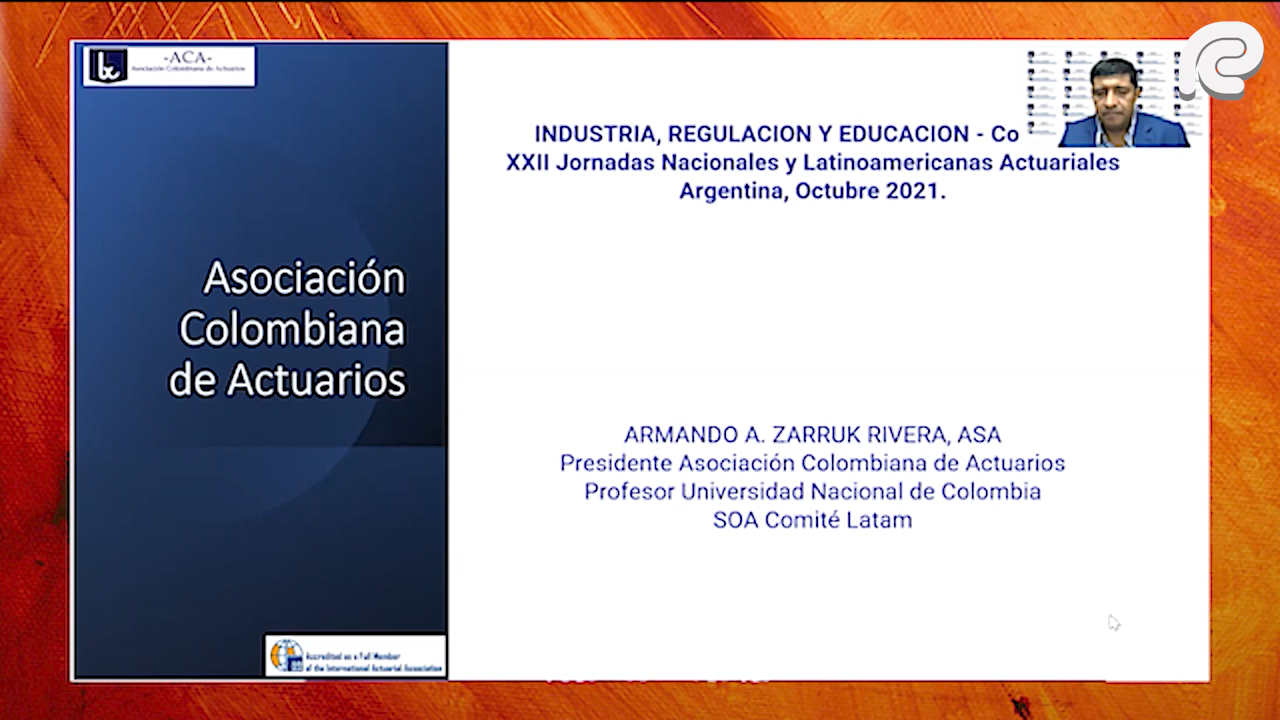 -ACA-
Asociación Colombiana de Actuarios
INDUSTRIA, REGULACION Y EDUCACION - Co
XXII Jornadas Nacionales y Latinoamericanas Actuariales
Argentina, Octubre 2021.
Asociación
Colombiana
de Actuarios
ARMANDO A. ZARRUK RIVERA, ASA
Presidente Asociación Colombiana de Actuarios
Profesor Universidad Nacional de Colombia
SOA Comité Latam
Accredited as a Full Member
of the International Actuarial Association